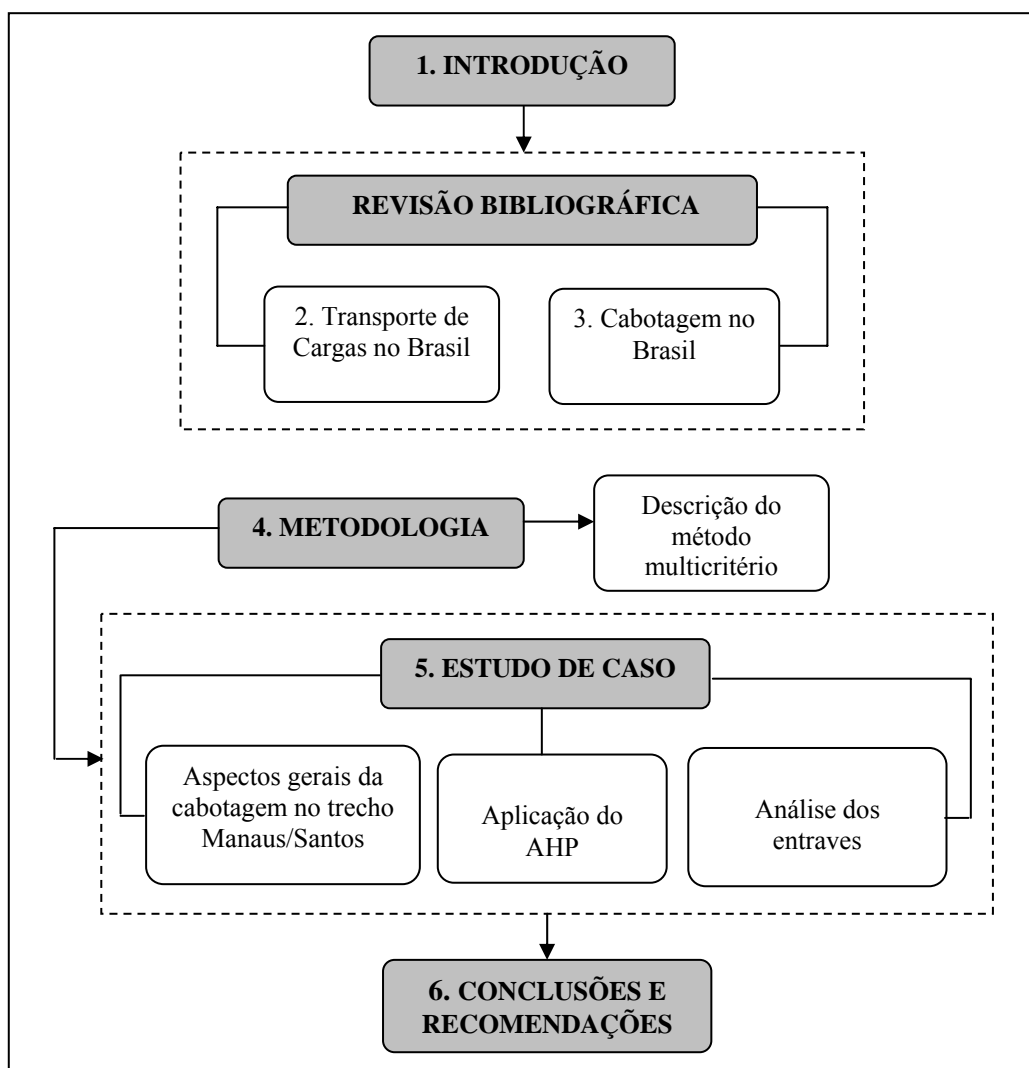 1. INTRODUÇÃO
REVISÃO BIBLIOGRÁFICA
2. Transporte de
Cargas no Brasil
3. Cabotagem no
Brasil
4. METODOLOGIA
Descrição do
método
multicritério
5. ESTUDO DE CASO
Aspectos gerais da
cabotagem no trecho
Manaus/Santos
Aplicação do
AHP
Análise dos
entraves
6. CONCLUSÕES E
RECOMENDAÇÕES